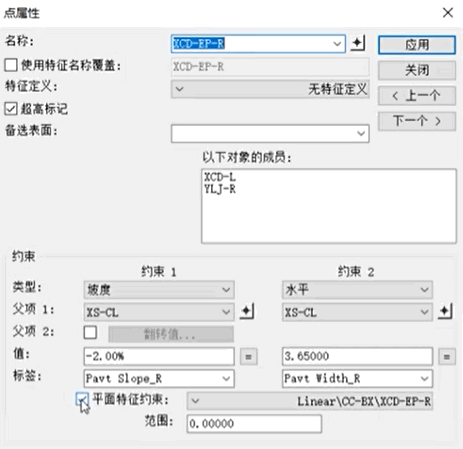 点属性
名称:
XCD-EP-R
应用
使用特征名称覆盖:
XCD-EP-R
关闭
特征定义:
无特征定义
< 上一个
超高标记
下一个 >
备选表面:
以下对象的成员:
XCD-L
YLJ-R
约束
约束 1
约束 2
类型:
坡度
水平
父项 1:
XS-CL
XS-CL
父项 2:
翻转值...
值:
-2.00%
=
3.65000
=
标签:
Pavt Slope_R
Pavt Width_R
平面特征约束:
Linear\CC-BX\XCD-EP-R
范围:
0.00000